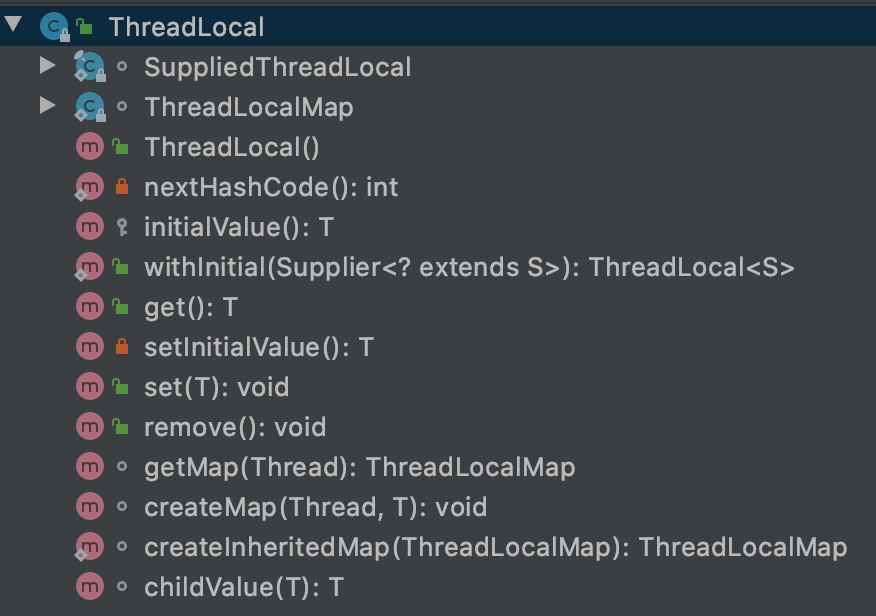 ThreadLocal
SuppliedThreadLocal
ThreadLocalMap
ThreadLocal()
nextHashCode(): int
initialValue(): T
withInitial(Supplier<? extends S>): ThreadLocal<S>
get(): T
setInitialValue(): T
set(T): void
remove(): void
getMap(Thread): ThreadLocalMap
createMap(Thread, T): void
createInheritedMap(ThreadLocalMap): ThreadLocalMap
childValue(T): T